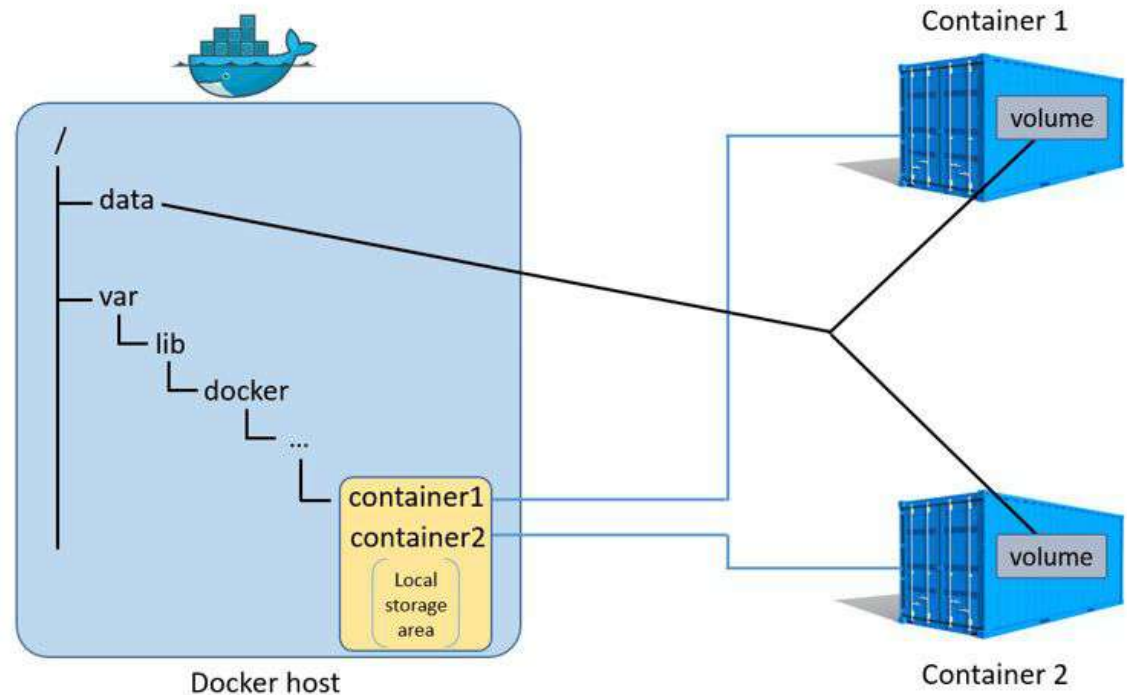 Container 1
volume
/
data
var
lib
docker
...
container1
container2
Local
storage
area
volume
Docker host
Container 2